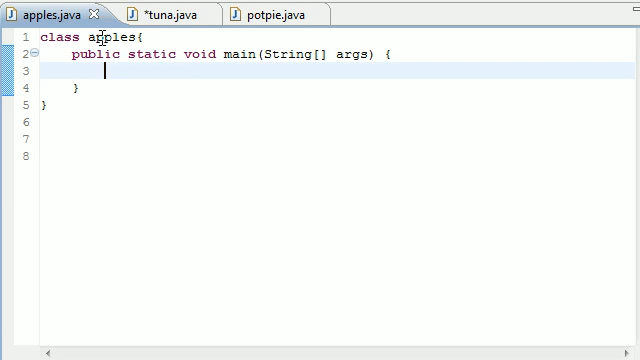 apples.java *tuna.java potpie.java
1 class apples{
2 public static void main(String[] args) {
3
4 }
5 }
6
7
8